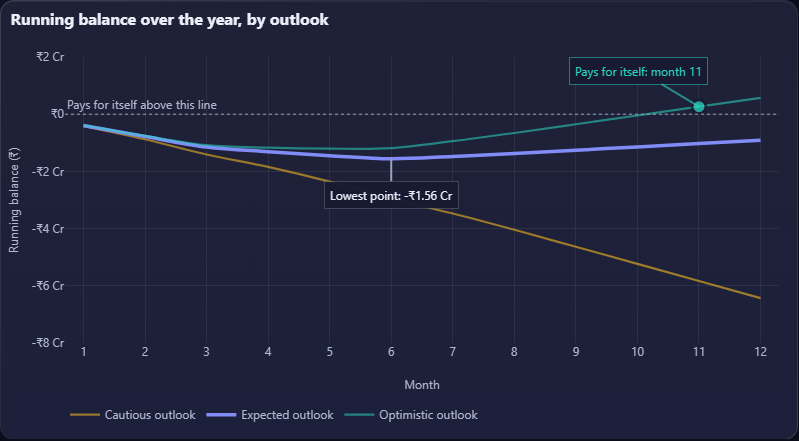 Running balance over the year, by outlook
₹2 Cr
Pays for itself: month 11
Pays for itself above this line
₹0
-₹2 Cr
Lowest point: -₹1.56 Cr
-₹4 Cr
-₹6 Cr
-₹8 Cr
Running balance (₹)
1 2 3 4 5 6 7 8 9 10 11 12
Month
Cautious outlook Expected outlook Optimistic outlook